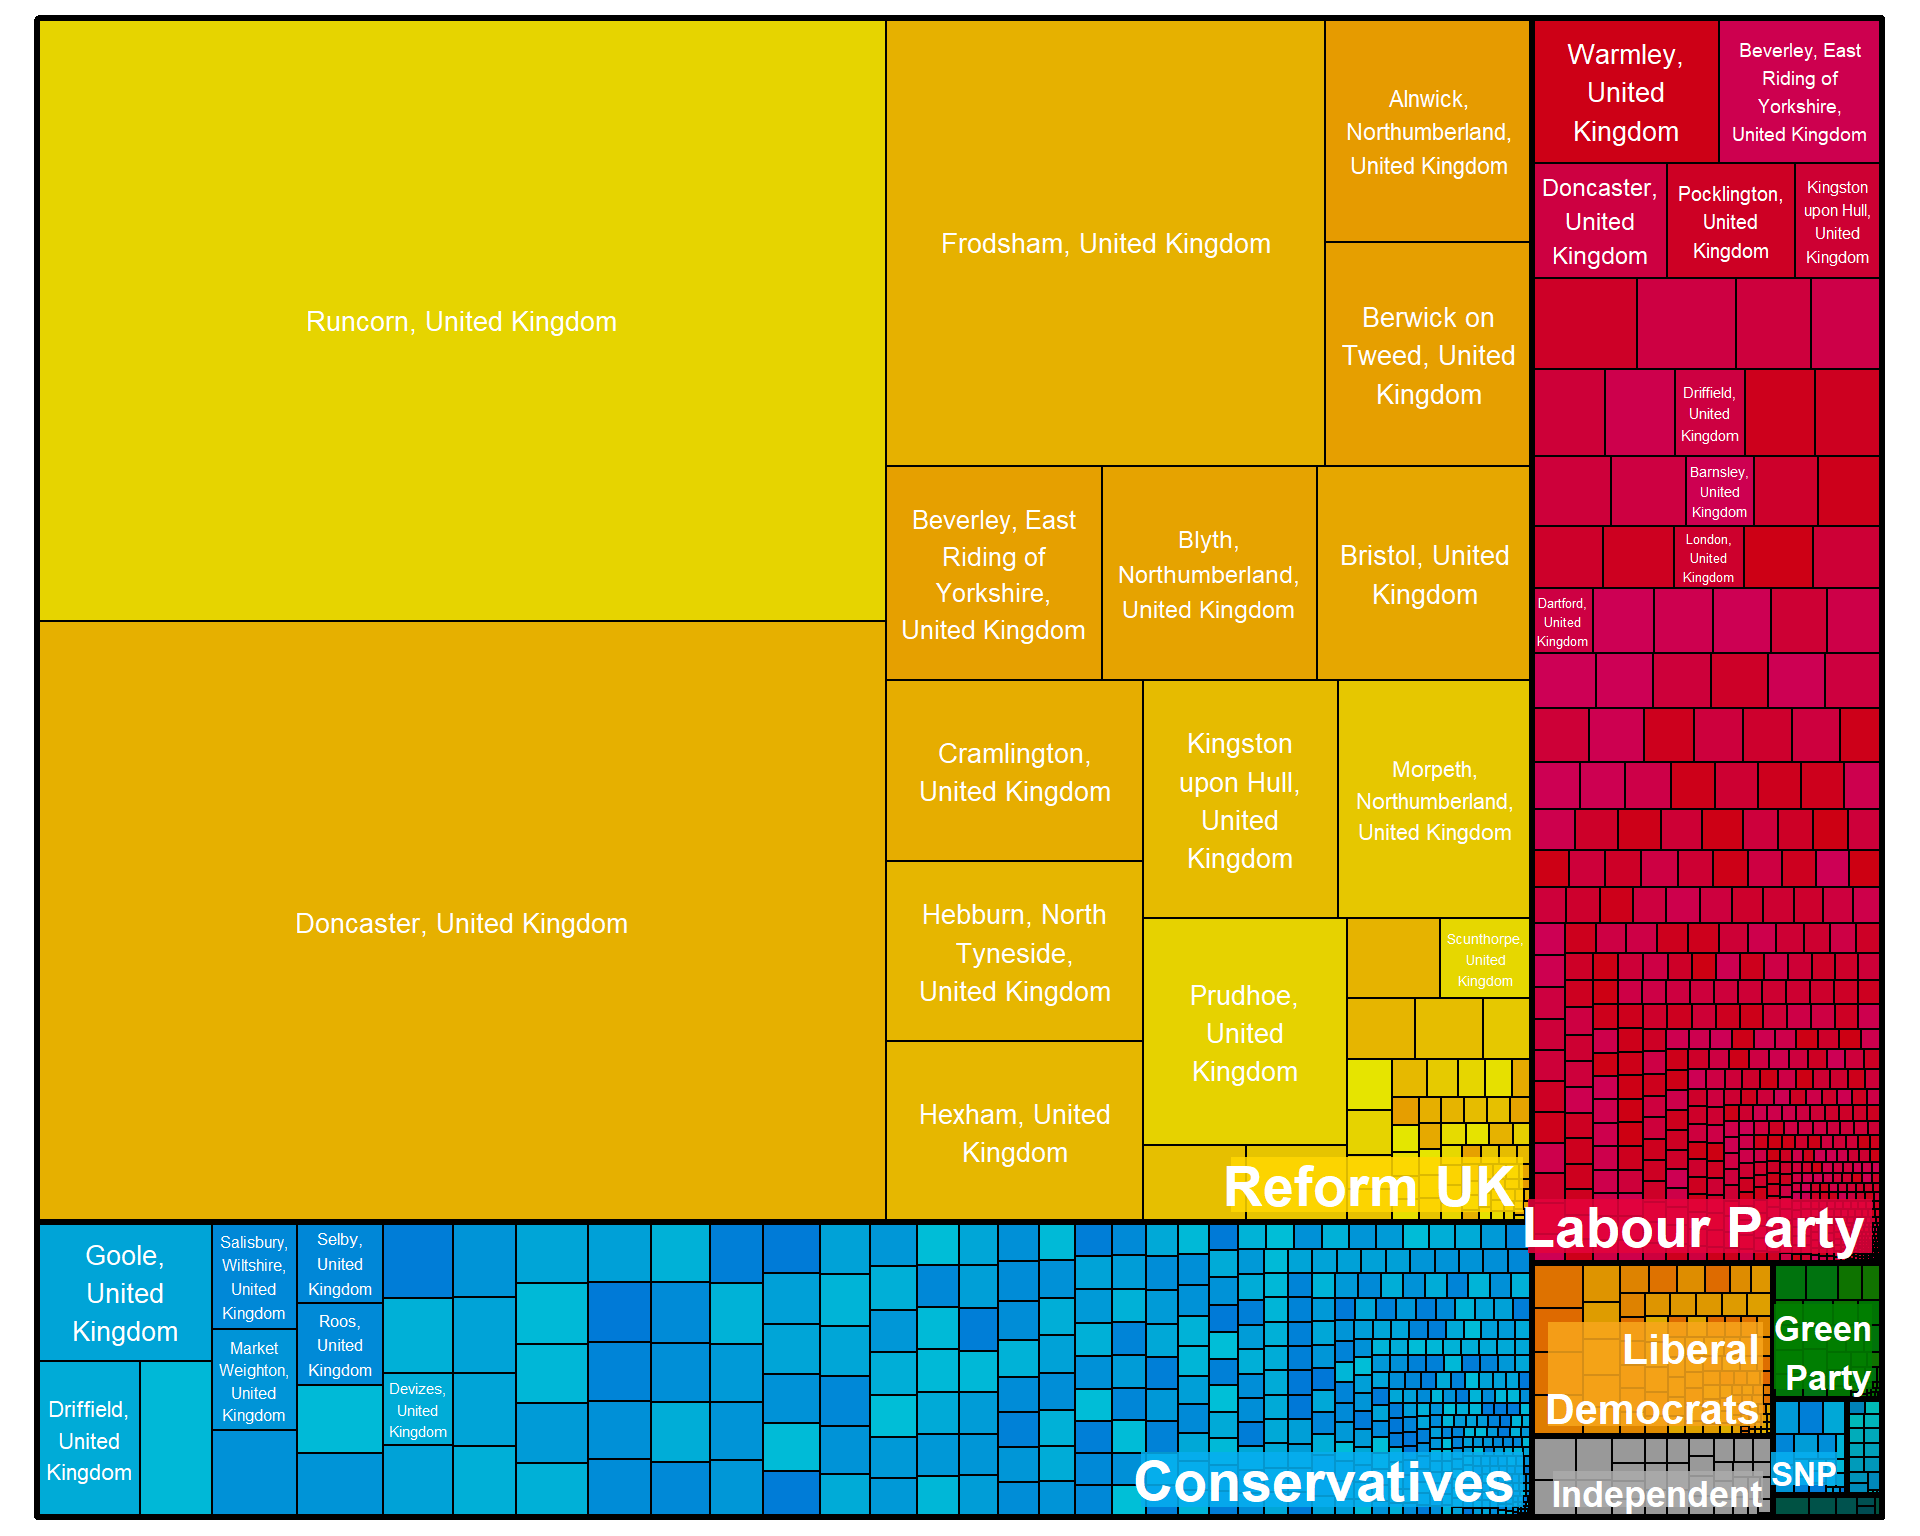 Runcorn, United Kingdom
Doncaster, United Kingdom
Frodsham, United Kingdom
Alnwick,
Northumberland,
United Kingdom
Berwick on
Tweed, United
Kingdom
Beverley, East
Riding of
Yorkshire,
United Kingdom
Blyth,
Northumberland,
United Kingdom
Bristol, United
Kingdom
Cramlington,
United Kingdom
Hebburn, North
Tyneside,
United Kingdom
Hexham, United
Kingdom
Kingston
upon Hull,
United
Kingdom
Morpeth,
Northumberland,
United Kingdom
Prudhoe,
United
Kingdom
Scunthorpe,
United
Kingdom
Reform UK
Warmley,
United
Kingdom
Beverley, East
Riding of
Yorkshire,
United Kingdom
Doncaster,
United
Kingdom
Pocklington,
United
Kingdom
Kingston
upon Hull,
United
Kingdom
Driffield,
United
Kingdom
Barnsley,
United
Kingdom
London,
United
Kingdom
Dartford,
United
Kingdom
Labour Party
Goole,
United
Kingdom
Driffield,
United
Kingdom
Salisbury,
Wiltshire,
United
Kingdom
Market
Weighton,
United
Kingdom
Selby,
United
Kingdom
Roos,
United
Kingdom
Devizes,
United
Kingdom
Conservatives
Liberal
Democrats
Green
Party
Independent
SNP